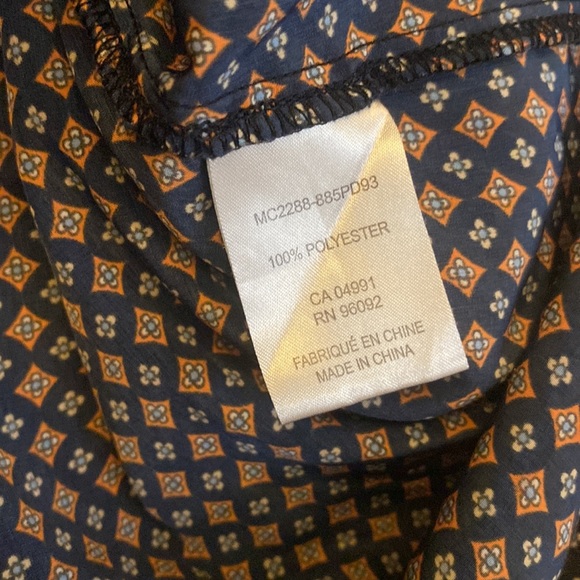 MC2288-885PD93
100% POLYESTER
CA 04991
RN 96092
FABRIQUÉ EN CHINE
MADE IN CHINA